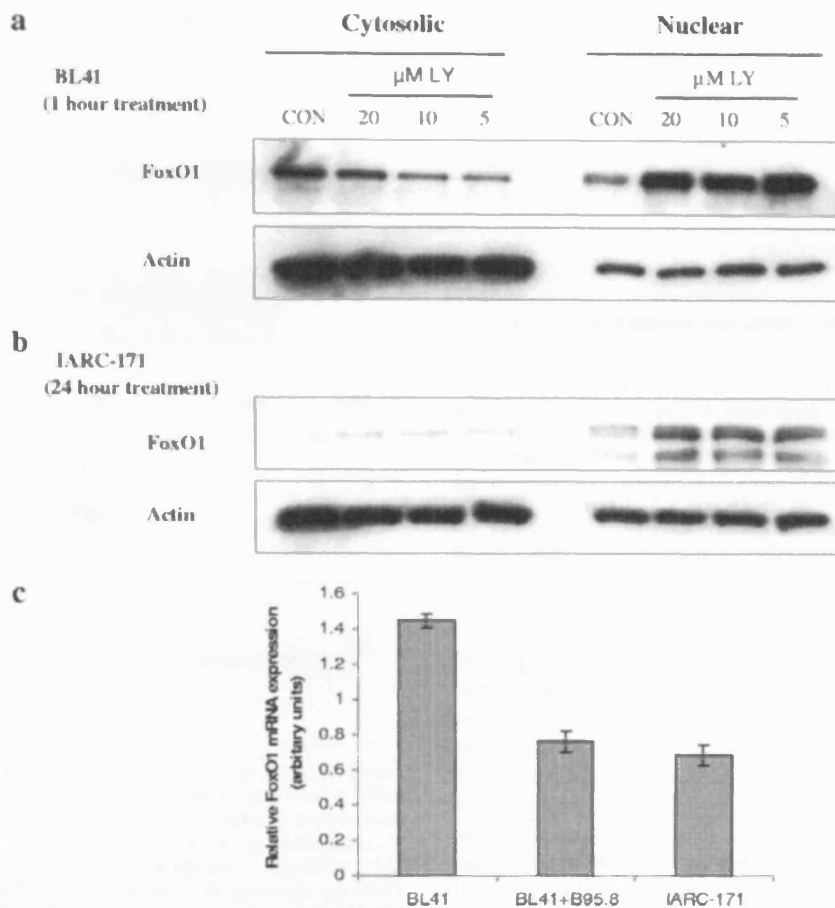 a
Cytosolic Nuclear
BL41
(1 hour treatment)
µM LY µM LY
CON 20 10 5 CON 20 10 5
FoxO1
Actin
b
IARC-171
(24 hour treatment)
FoxO1
Actin
c
Relative FoxO1 mRNA expression
(arbitary units)
1.6
1.4
1.2
1
0.8
0.6
0.4
0.2
0
BL41 BL41+B95.8 IARC-171